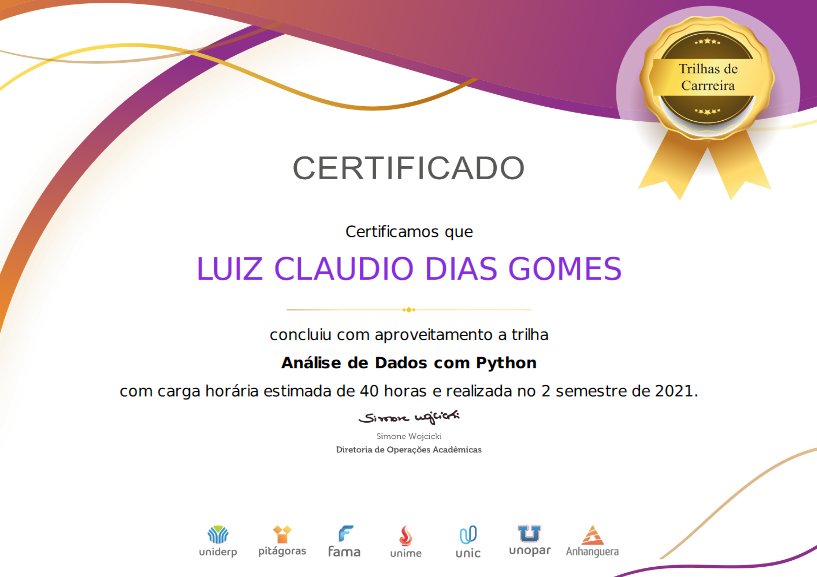 Trilhas de
Carrreira
CERTIFICADO
Certificamos que
LUIZ CLAUDIO DIAS GOMES
concluiu com aproveitamento a trilha
Análise de Dados com Python
com carga horária estimada de 40 horas e realizada no 2 semestre de 2021.
Simone Wojcicki
Simone Wojcicki
Diretoria de Operações Acadêmicas
uniderp pitágoras fama unime unic unopar Anhanguera